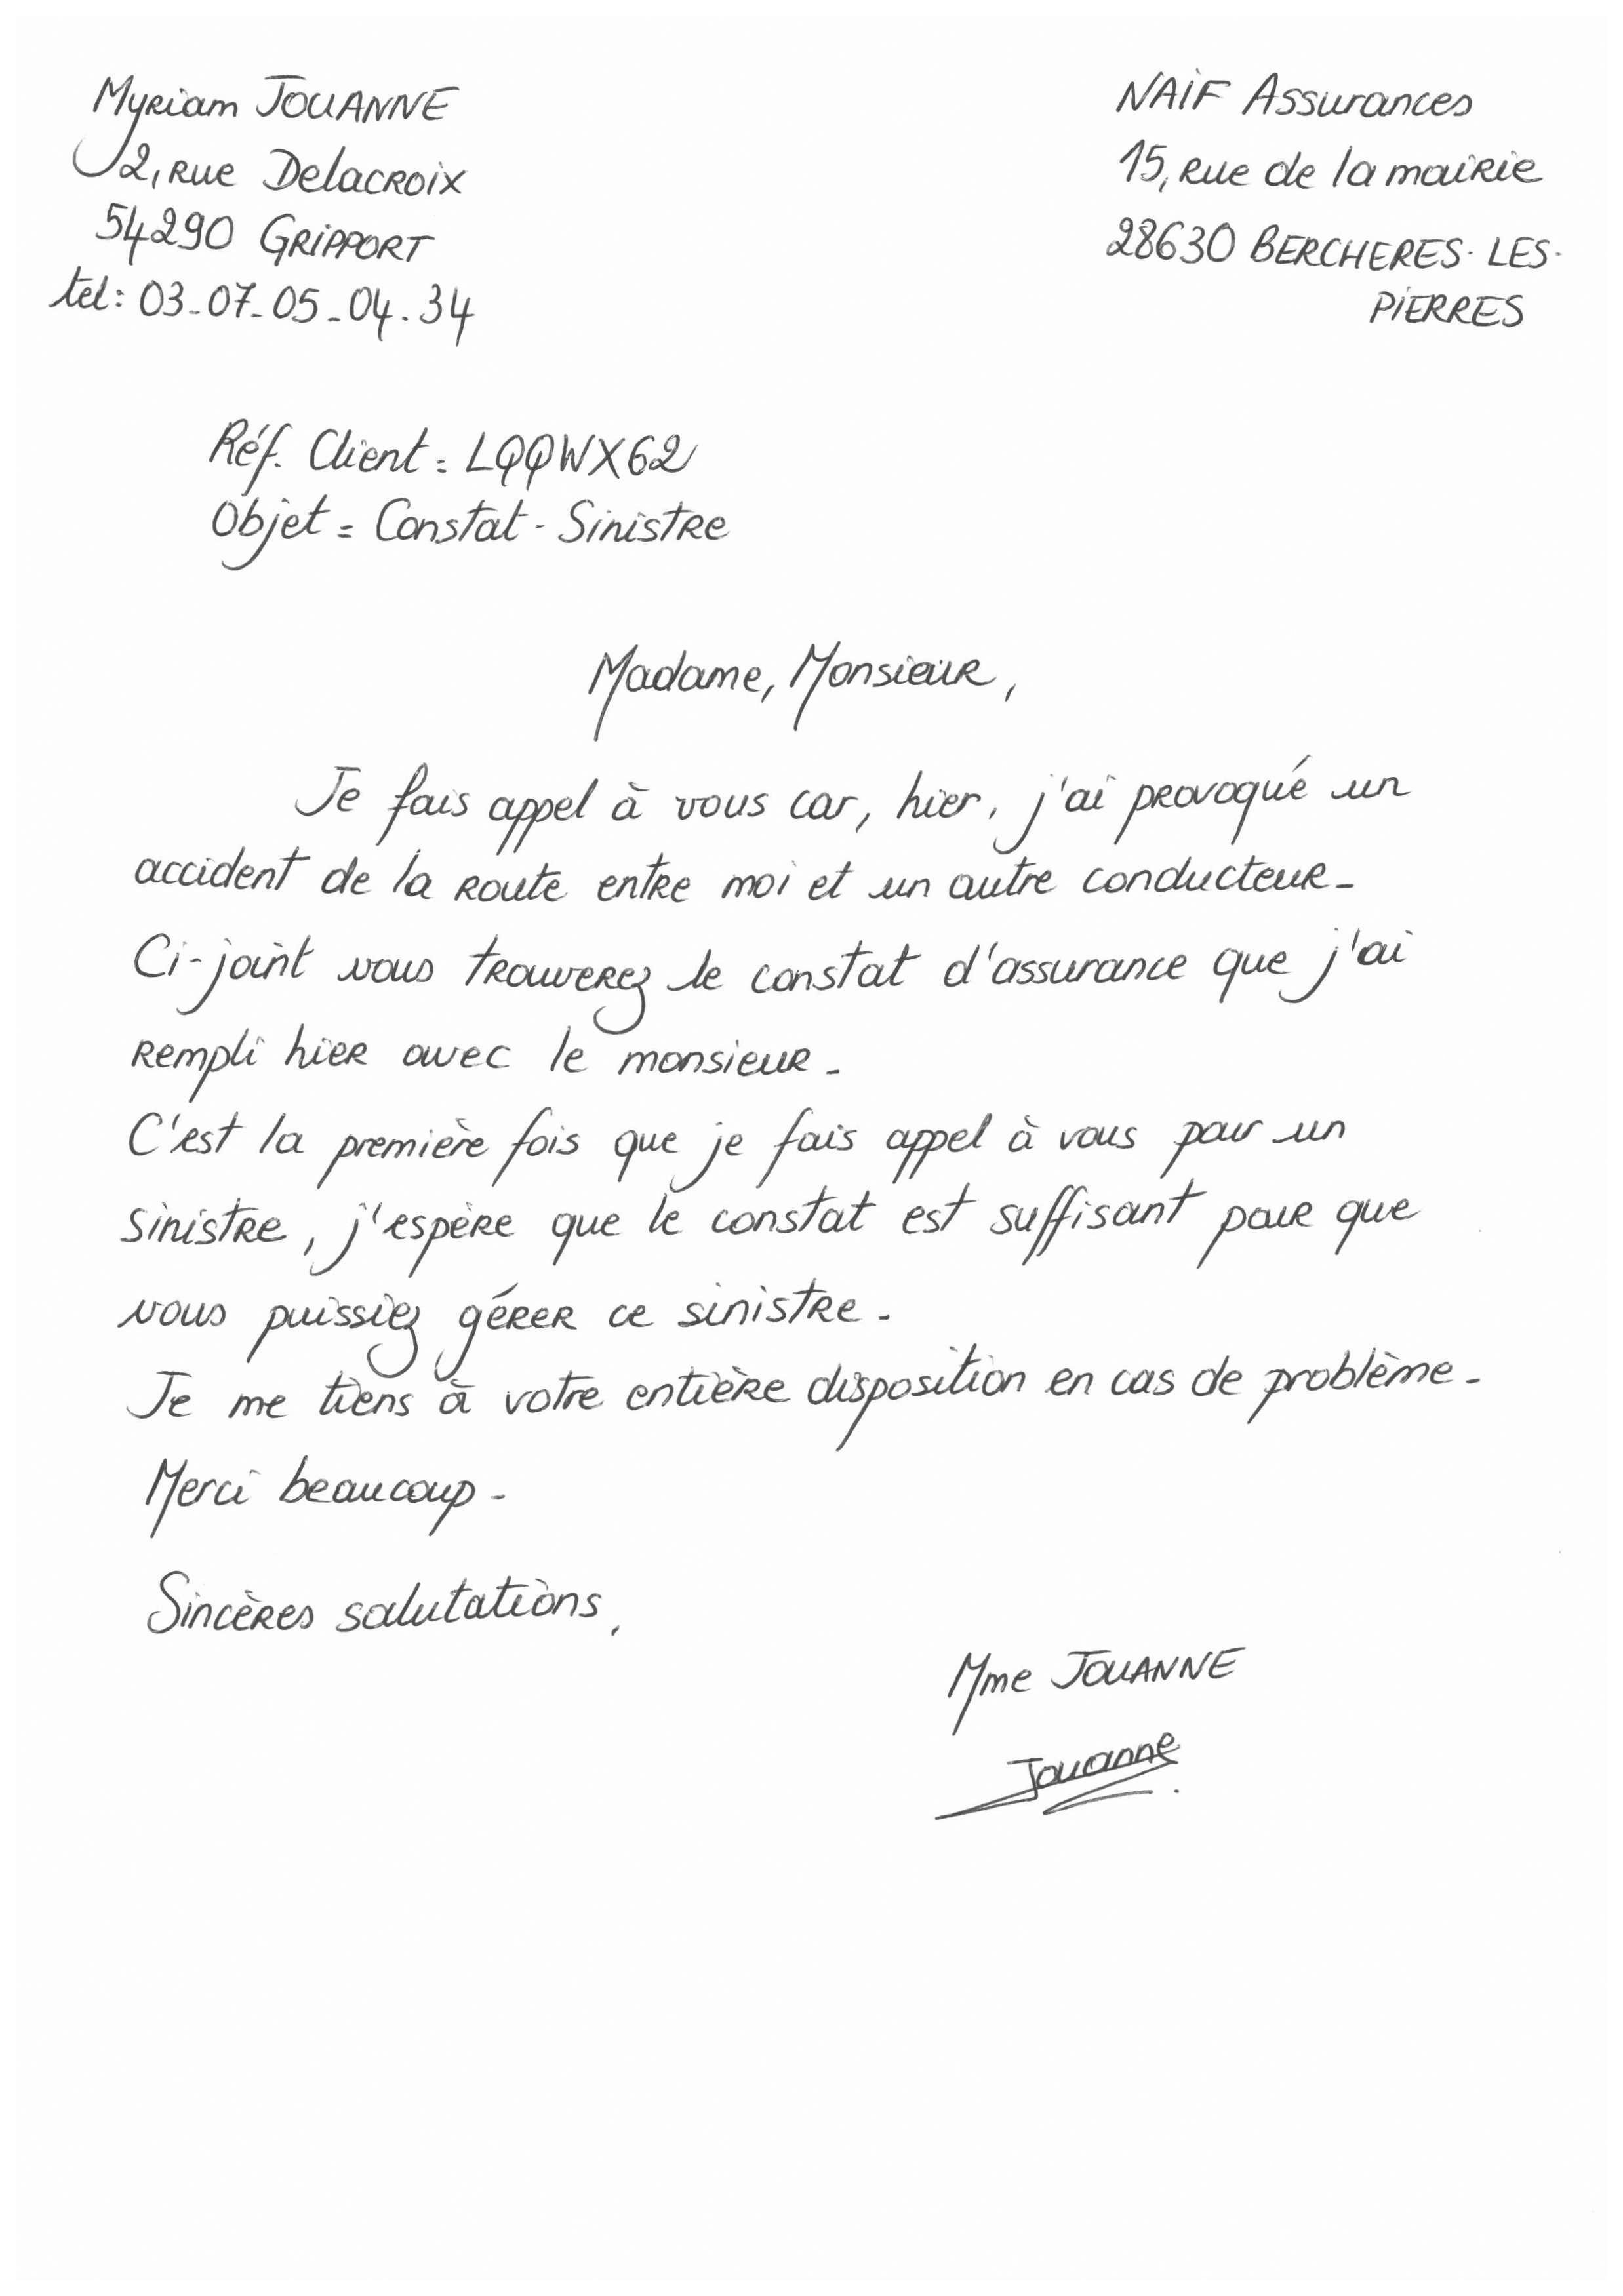 Myriam JOUANNE
2, rue Delacroix
54290 GRIPPORT
tel: 03-07-05-04.34
NAIF Assurances
15, rue de la mairie
28630 BERCHERES-LES-
PIERRES
Réf. Client = LQQWX62
Objet = Constat - Sinistre
Madame, Monsieur,
Je fais appel à vous car, hier, j'ai provoqué un
accident de la route entre moi et un autre conducteur-
Ci-joint vous trouverez le constat d'assurance que j'ai
rempli hier avec le monsieur-
C'est la première fois que je fais appel à vous pour un
sinistre, j'espère que le constat est suffisant pour que
vous puissiez gérer ce sinistre-
Je me tiens à votre entière disposition en cas de problème-
Merci beaucoup-
Sincères salutations,
Mme JOUANNE
Jouanne